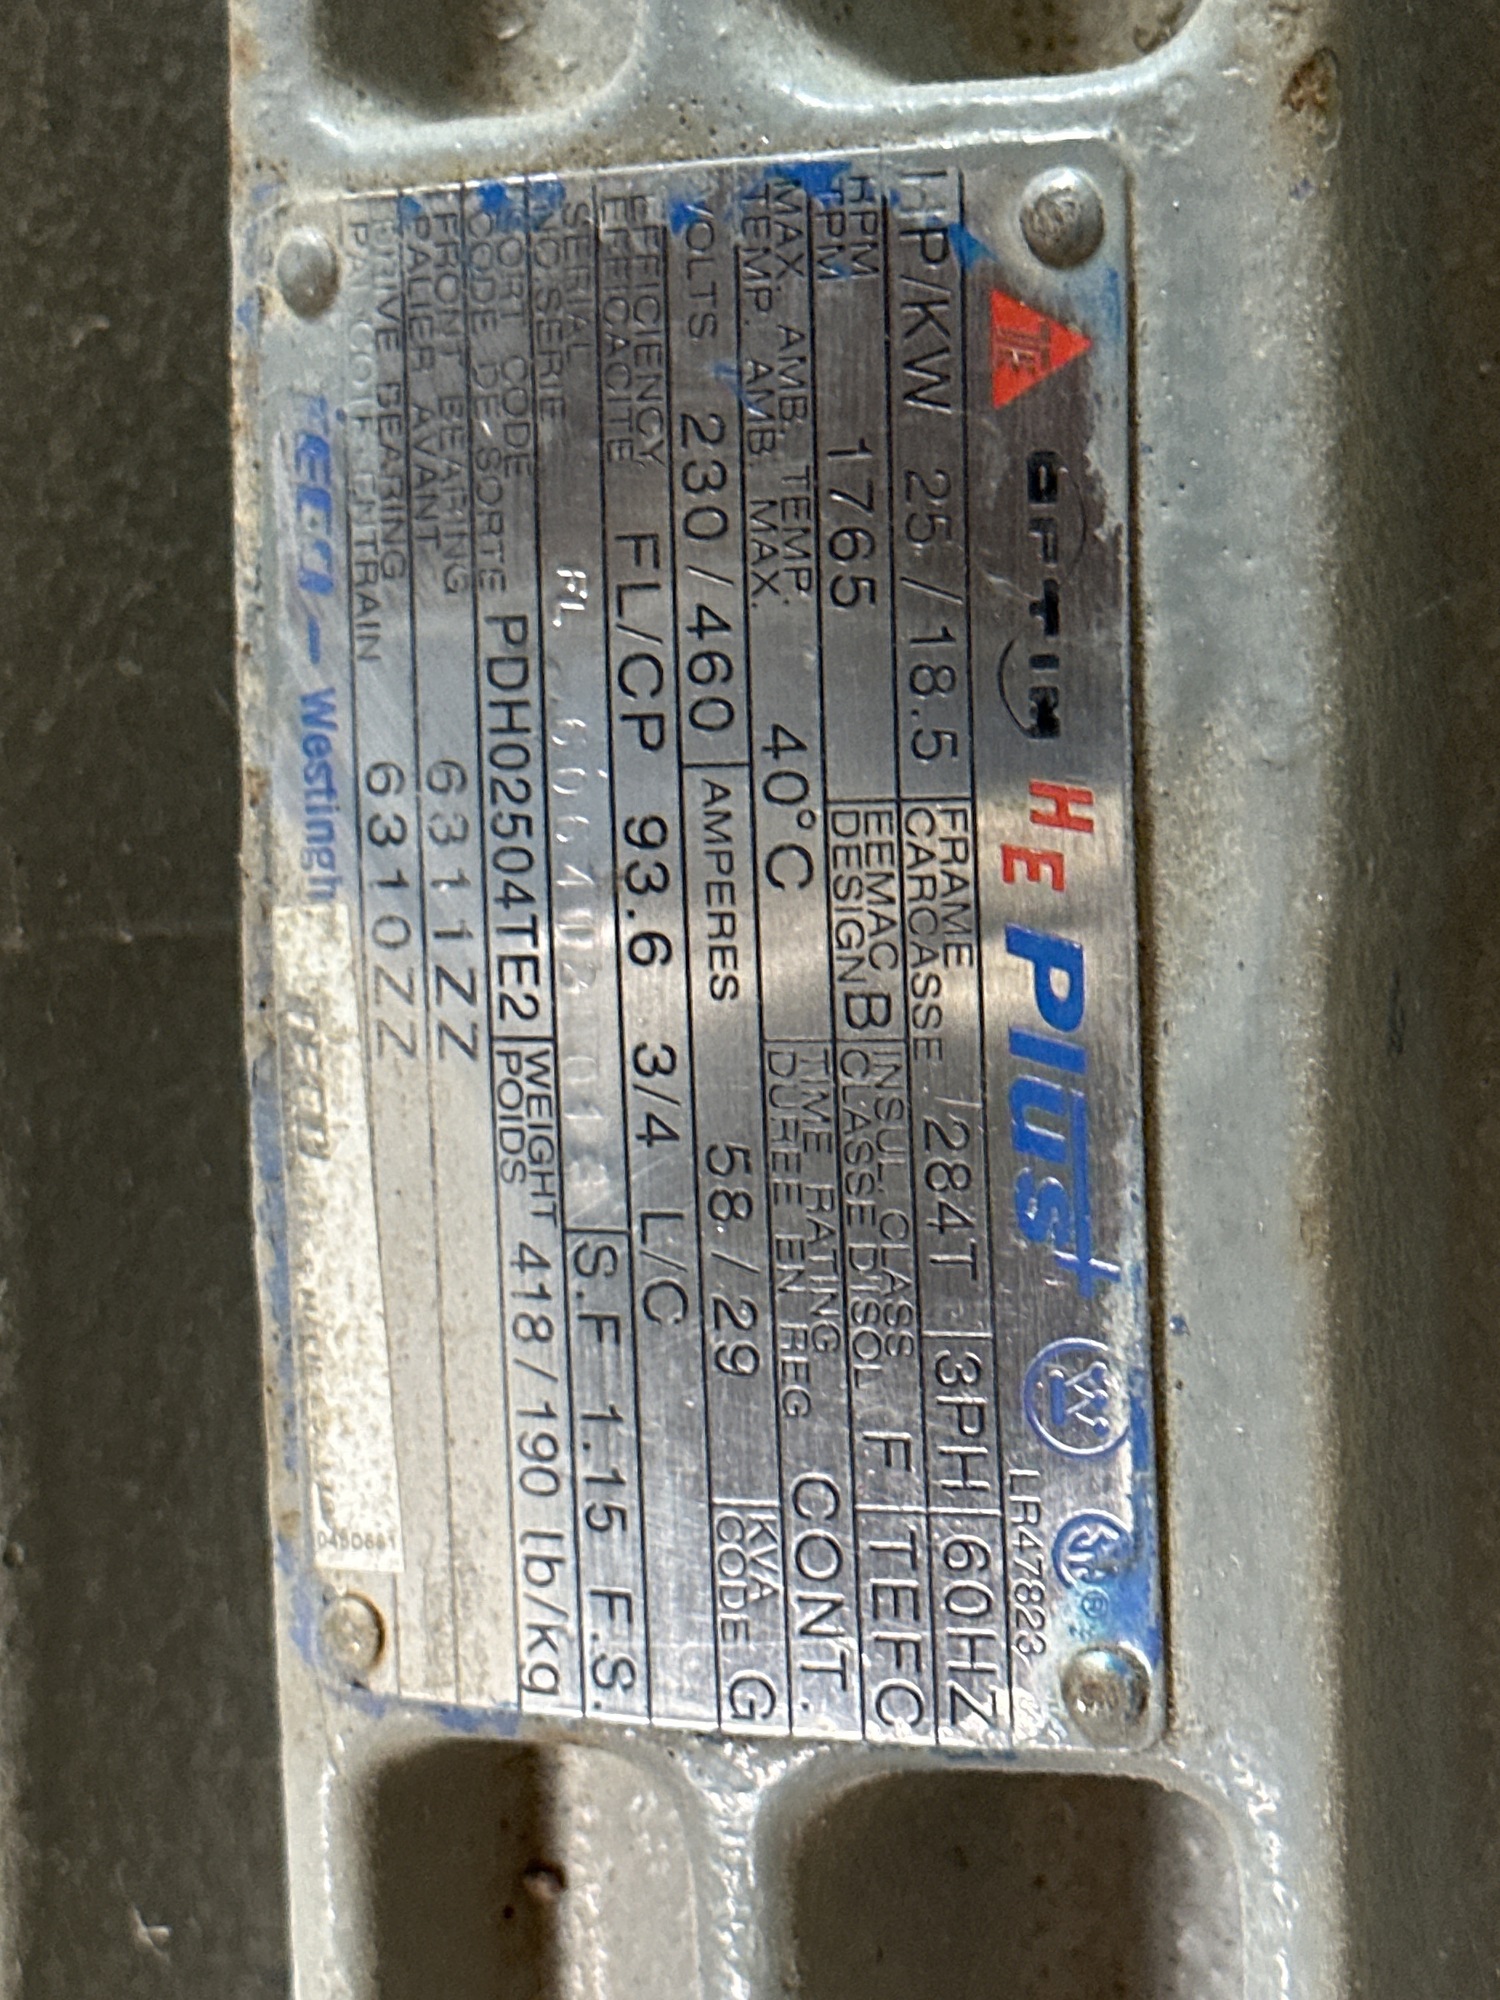 OPTIM HE Plus
LR47823
HP/KW 25 / 18.5 FRAME CARCASSE 284T 3PH 60HZ
RPM TPM 1765 EEMAC DESIGN B INSUL. CLASS CLASSE D'ISOL F TEFC
MAX. AMB. TEMP. TEMP. AMB. MAX. 40°C TIME RATING DUREE EN REG CONT.
VOLTS 230 / 460 AMPERES 58 / 29 KVA CODE G
EFFICIENCY EFFICACITE FL/CP 93.6 3/4 L/C
SERIAL NO SERIE S.F 1.15 F.S.
SORT CODE CODE DE SORTE PDH02504TE2 WEIGHT POIDS 418 / 190 lb/kg
FRONT BEARING PALIER AVANT 6311ZZ
DRIVE BEARING PAL COTE ENTRAIN 6310ZZ
TECO - Westingh